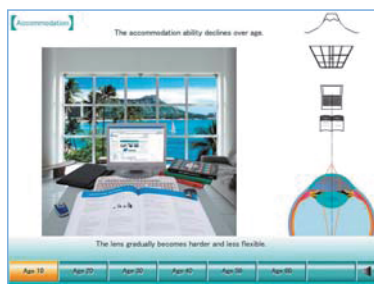 【Accommodation】
The accommodation ability declines over age.
The lens gradually becomes harder and less flexible.
Age 10
Age 20
Age 30
Age 40
Age 50
Age 60